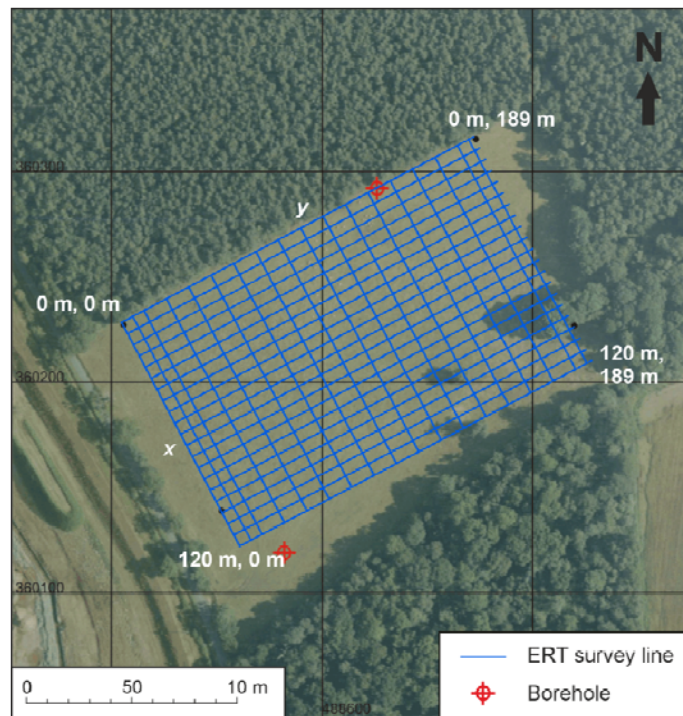 N
0 m, 189 m
360300
y
0 m, 0 m
120 m,
189 m
360200
x
120 m, 0 m
360100
ERT survey line
Borehole
0 50 10 m
488600